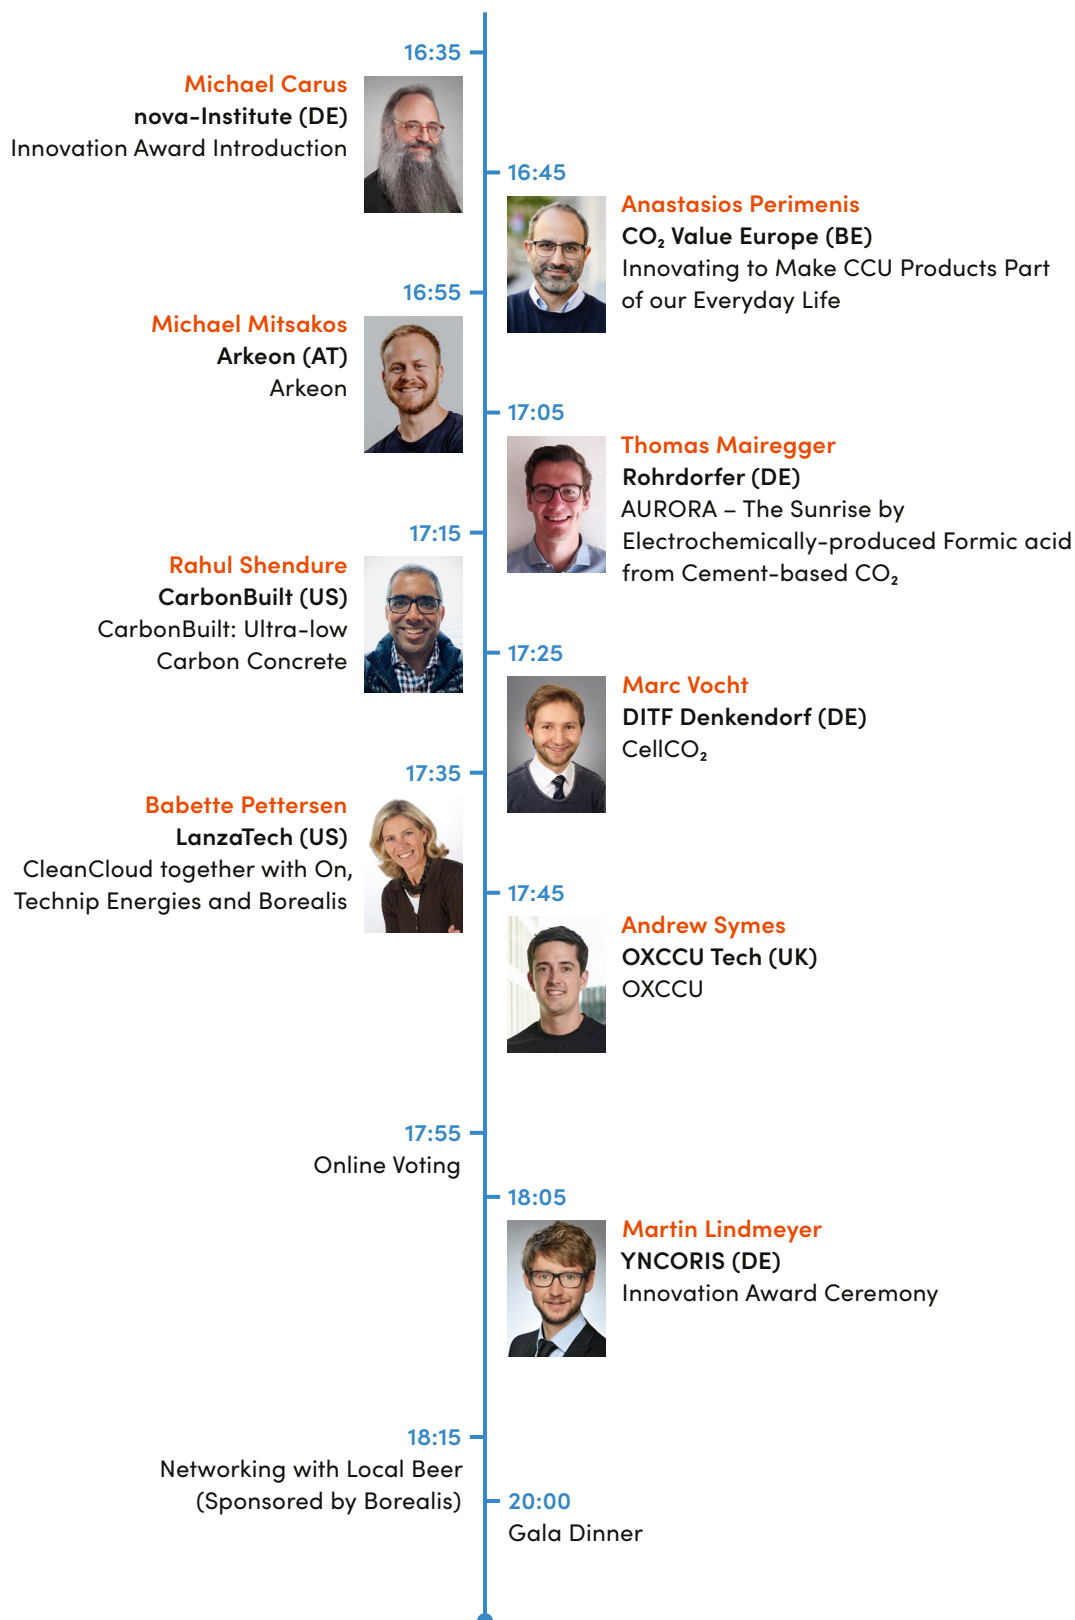 16:35
Michael Carus
nova-Institute (DE)
Innovation Award Introduction
16:45
Anastasios Perimenis
CO₂ Value Europe (BE)
Innovating to Make CCU Products Part
of our Everyday Life
16:55
Michael Mitsakos
Arkeon (AT)
Arkeon
17:05
Thomas Mairegger
Rohrdorfer (DE)
AURORA – The Sunrise by
Electrochemically-produced Formic acid
from Cement-based CO₂
17:15
Rahul Shendure
CarbonBuilt (US)
CarbonBuilt: Ultra-low
Carbon Concrete
17:25
Marc Vocht
DITF Denkendorf (DE)
CellCO₂
17:35
Babette Pettersen
LanzaTech (US)
CleanCloud together with On,
Technip Energies and Borealis
17:45
Andrew Symes
OXCCU Tech (UK)
OXCCU
17:55
Online Voting
18:05
Martin Lindmeyer
YNCORIS (DE)
Innovation Award Ceremony
18:15
Networking with Local Beer
(Sponsored by Borealis)
20:00
Gala Dinner